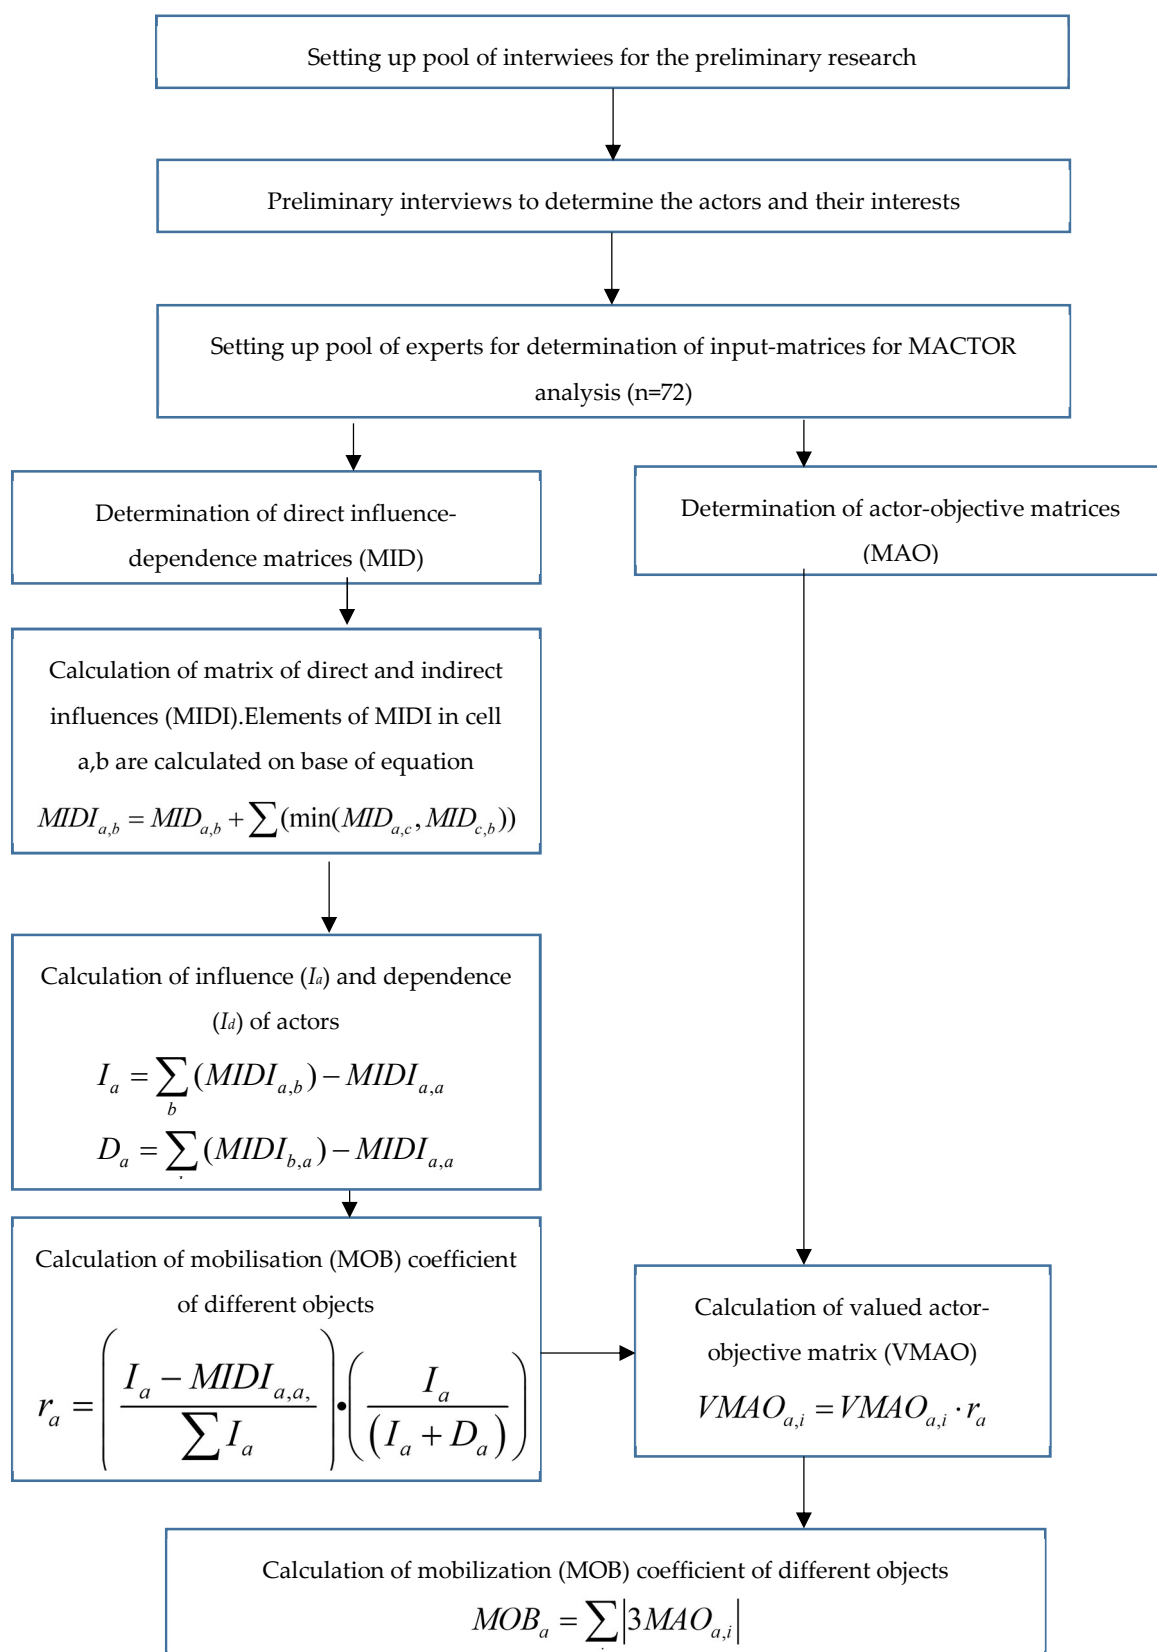 Setting up pool of interwiees for the preliminary research
Preliminary interviews to determine the actors and their interests
Setting up pool of experts for determination of input-matrices for MACTOR
analysis (n=72)
Determination of direct influence-
dependence matrices (MID)
Determination of actor-objective matrices
(MAO)
Calculation of matrix of direct and indirect
influences (MIDI).Elements of MIDI in cell
a,b are calculated on base of equation
MIDI_{a,b} = MID_{a,b} + ∑(min(MID_{a,c}, MID_{c,b}))
Calculation of influence (I_a) and dependence
(I_d) of actors
I_a = ∑_b (MIDI_{a,b}) − MIDI_{a,a}
D_a = ∑(MIDI_{b,a}) − MIDI_{a,a}
Calculation of mobilisation (MOB) coefficient
of different objects
r_a = ((I_a − MIDI_{a,a,}) / ∑ I_a) • (I_a / (I_a + D_a))
Calculation of valued actor-
objective matrix (VMAO)
VMAO_{a,i} = VMAO_{a,i} · r_a
Calculation of mobilization (MOB) coefficient of different objects
MOB_a = ∑|3MAO_{a,i}|